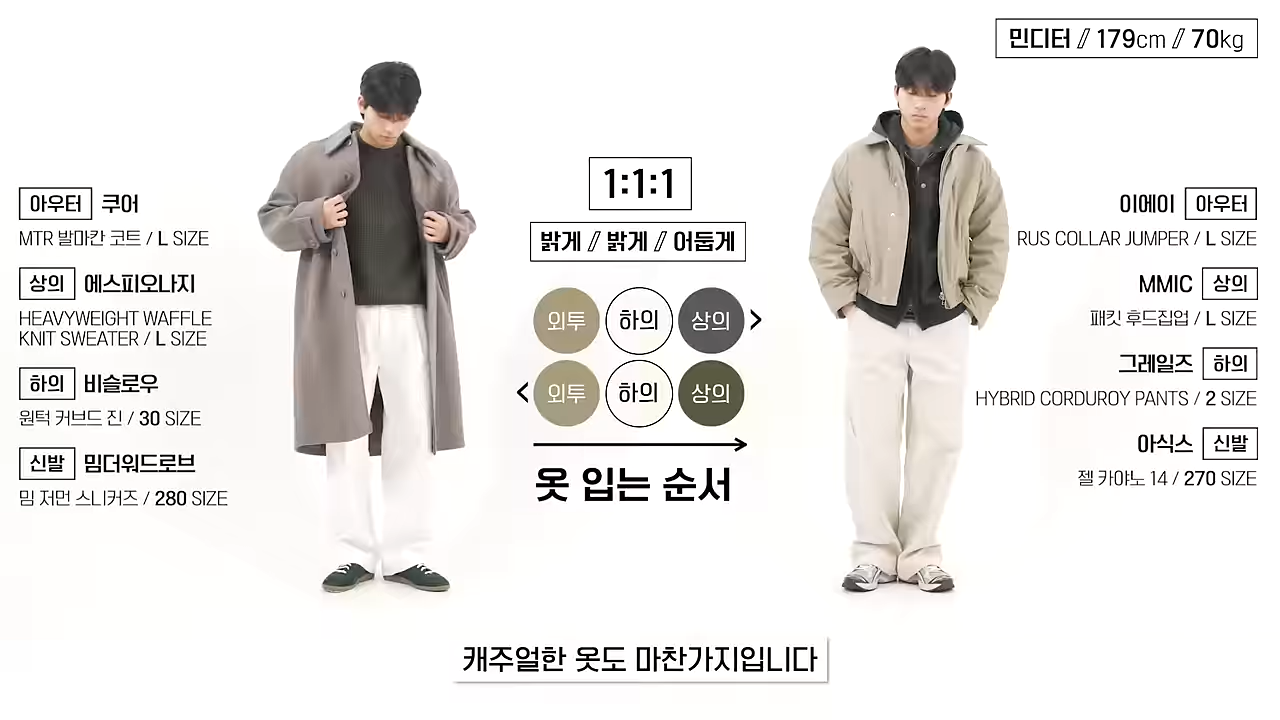 민디터 // 179cm // 70kg
아우터 쿠어
MTR 발마칸 코트 / L SIZE
상의 에스피오나지
HEAVYWEIGHT WAFFLE
KNIT SWEATER / L SIZE
하의 비슬로우
원턱 커브드 진 / 30 SIZE
신발 밈더워드로브
밈 저먼 스니커즈 / 280 SIZE
1:1:1
밝게 // 밝게 // 어둡게
외투 하의 상의 >
< 외투 하의 상의
옷 입는 순서
이에이 아우터
RUS COLLAR JUMPER / L SIZE
MMIC 상의
패킷 후드집업 / L SIZE
그레일즈 하의
HYBRID CORDUROY PANTS / 2 SIZE
아식스 신발
젤 카야노 14 / 270 SIZE
캐주얼한 옷도 마찬가지입니다